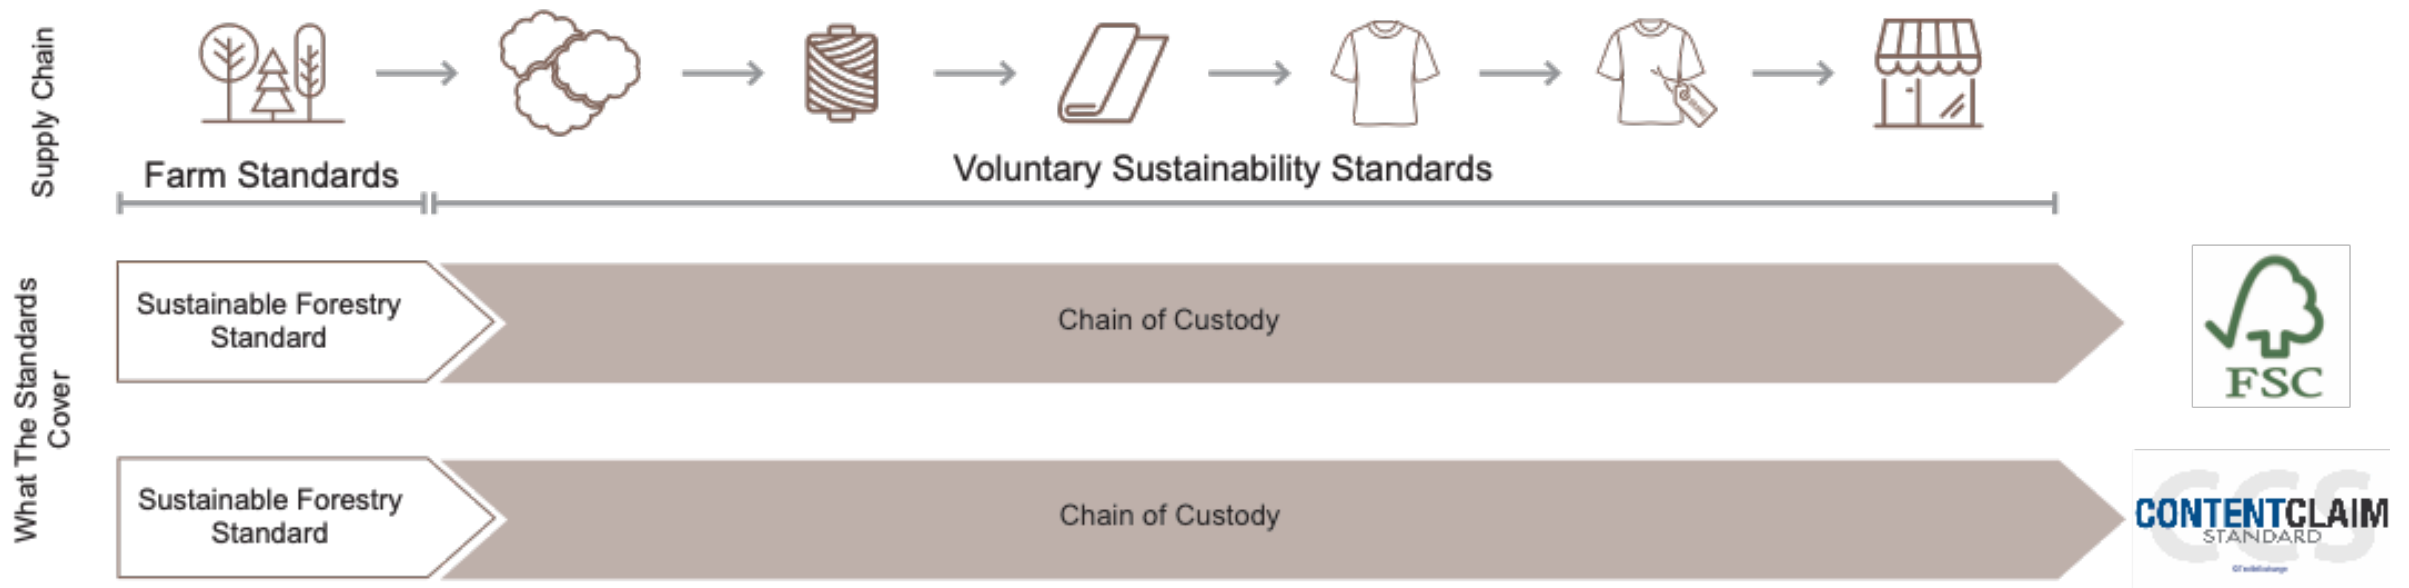 Supply Chain
Farm Standards
Voluntary Sustainability Standards
What The Standards
Cover
Sustainable Forestry
Standard
Chain of Custody
FSC
Sustainable Forestry
Standard
Chain of Custody
CCS
CONTENTCLAIM
STANDARD